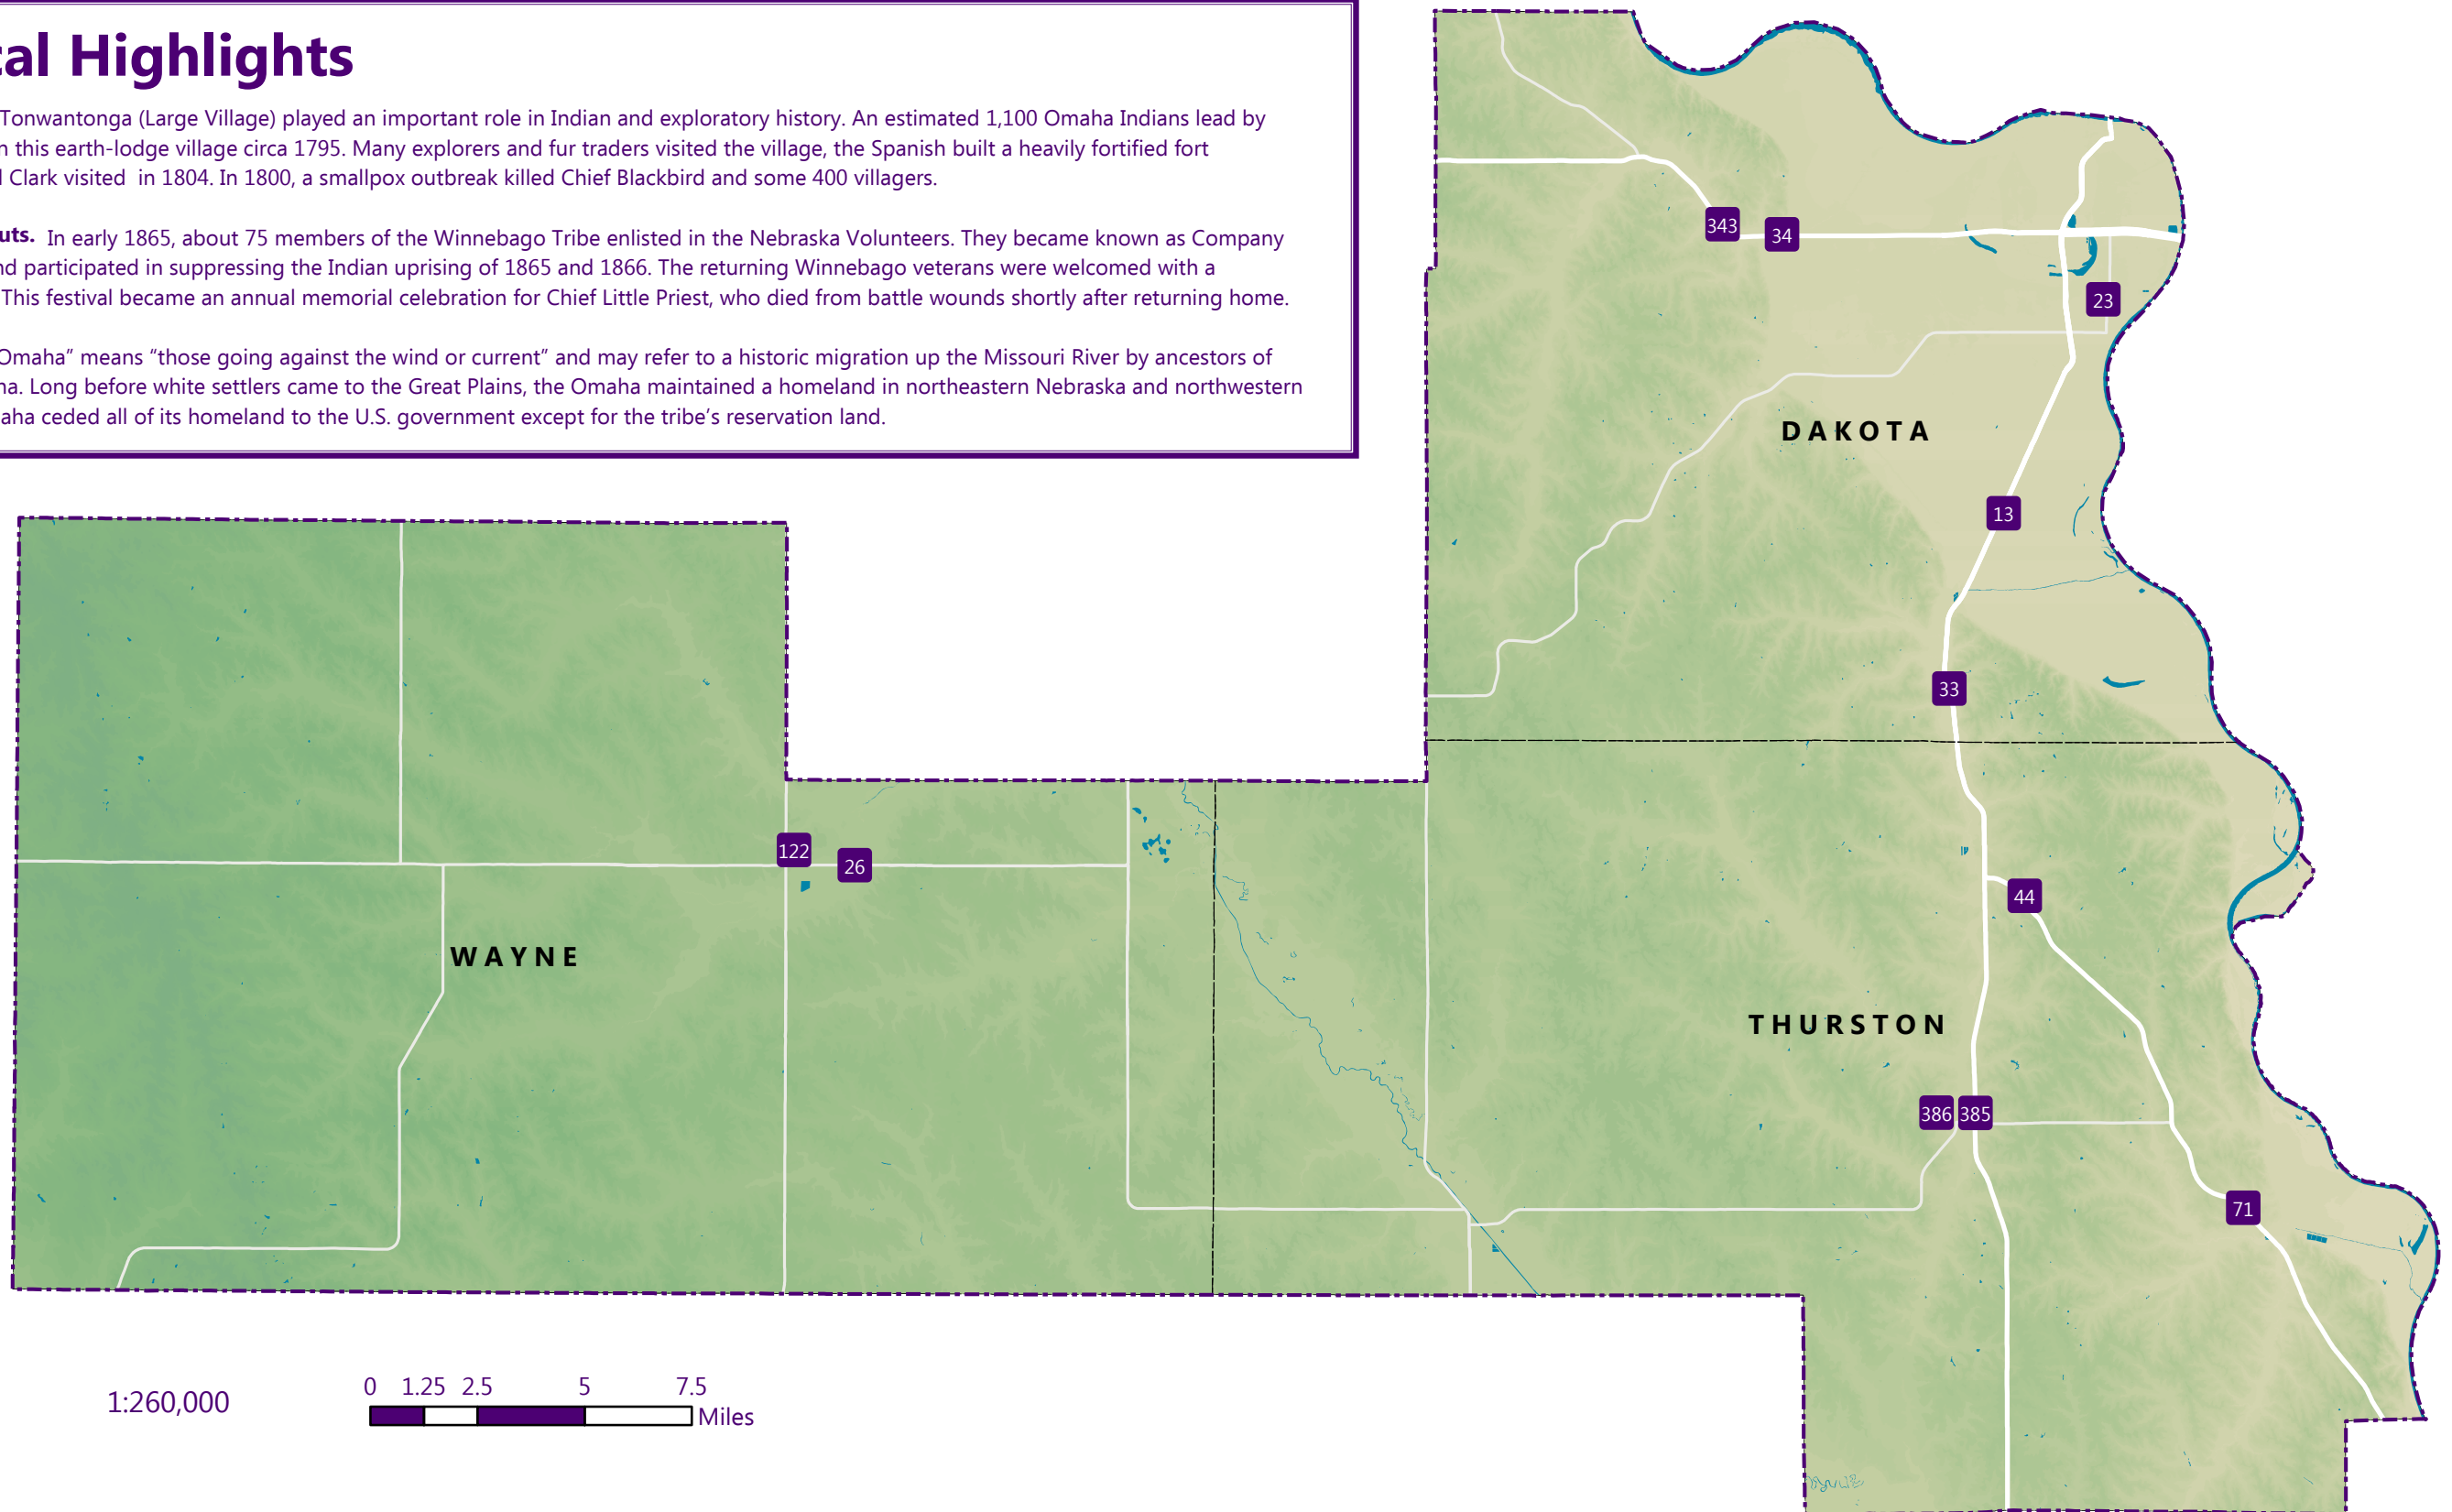 cal Highlights
Tonwantonga (Large Village) played an important role in Indian and exploratory history. An estimated 1,100 Omaha Indians lead by
n this earth-lodge village circa 1795. Many explorers and fur traders visited the village, the Spanish built a heavily fortified fort
d Clark visited in 1804. In 1800, a smallpox outbreak killed Chief Blackbird and some 400 villagers.
uts. In early 1865, about 75 members of the Winnebago Tribe enlisted in the Nebraska Volunteers. They became known as Company
nd participated in suppressing the Indian uprising of 1865 and 1866. The returning Winnebago veterans were welcomed with a
This festival became an annual memorial celebration for Chief Little Priest, who died from battle wounds shortly after returning home.
Omaha” means “those going against the wind or current” and may refer to a historic migration up the Missouri River by ancestors of
na. Long before white settlers came to the Great Plains, the Omaha maintained a homeland in northeastern Nebraska and northwestern
aha ceded all of its homeland to the U.S. government except for the tribe’s reservation land.
343
34
23
DAKOTA
13
33
122
26
44
WAYNE
THURSTON
386
385
71
1:260,000
0 1.25 2.5 5 7.5
Miles